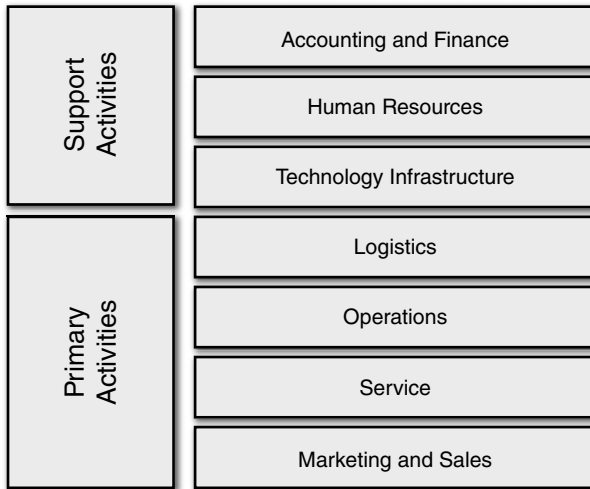 Support
Activities
Accounting and Finance
Human Resources
Technology Infrastructure
Primary
Activities
Logistics
Operations
Service
Marketing and Sales